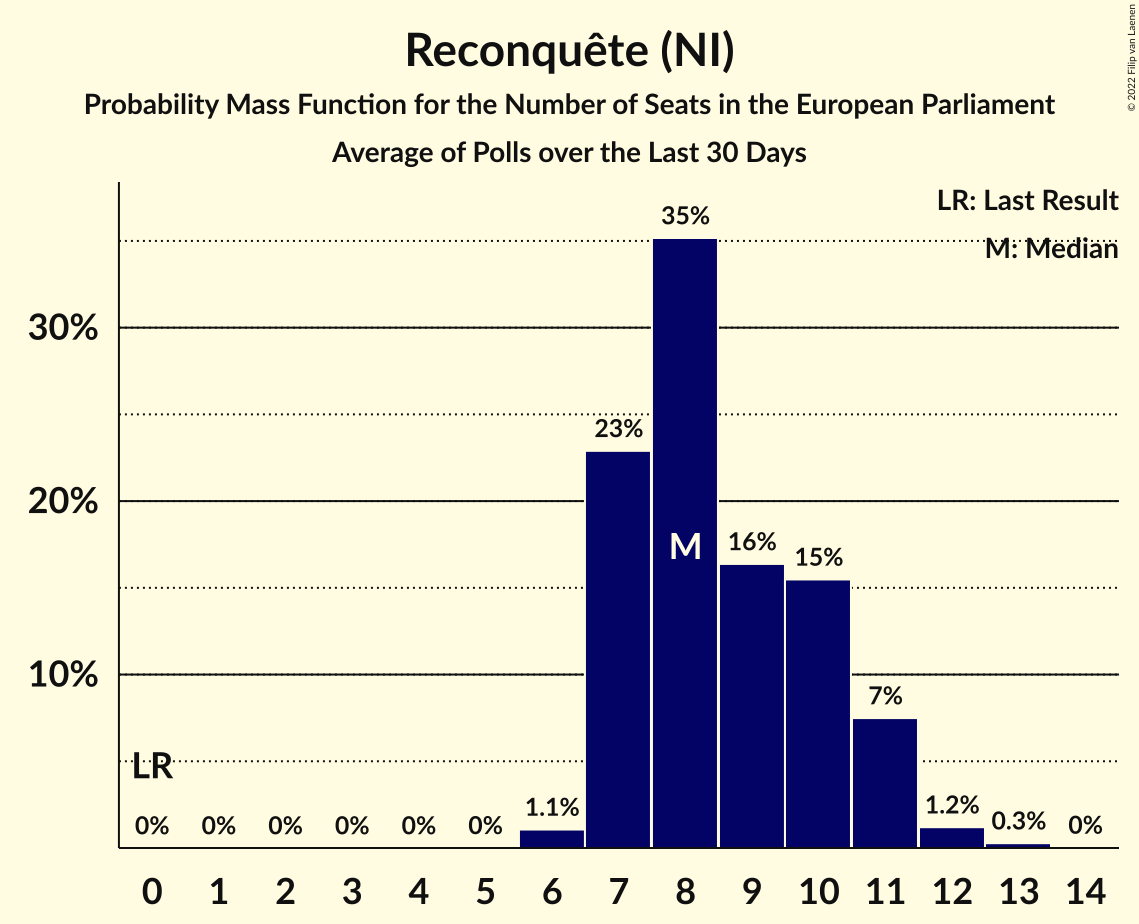 Reconquête (NI)
Probability Mass Function for the Number of Seats in the European Parliament
Average of Polls over the Last 30 Days
© 2022 Filip van Laenen
LR: Last Result
M: Median
35%
30%
23%
20%
M
16%
15%
10%
7%
LR
0%
0%
0%
0%
0%
0%
1.1%
1.2%
0.3%
0%
0 1 2 3 4 5 6 7 8 9 10 11 12 13 14